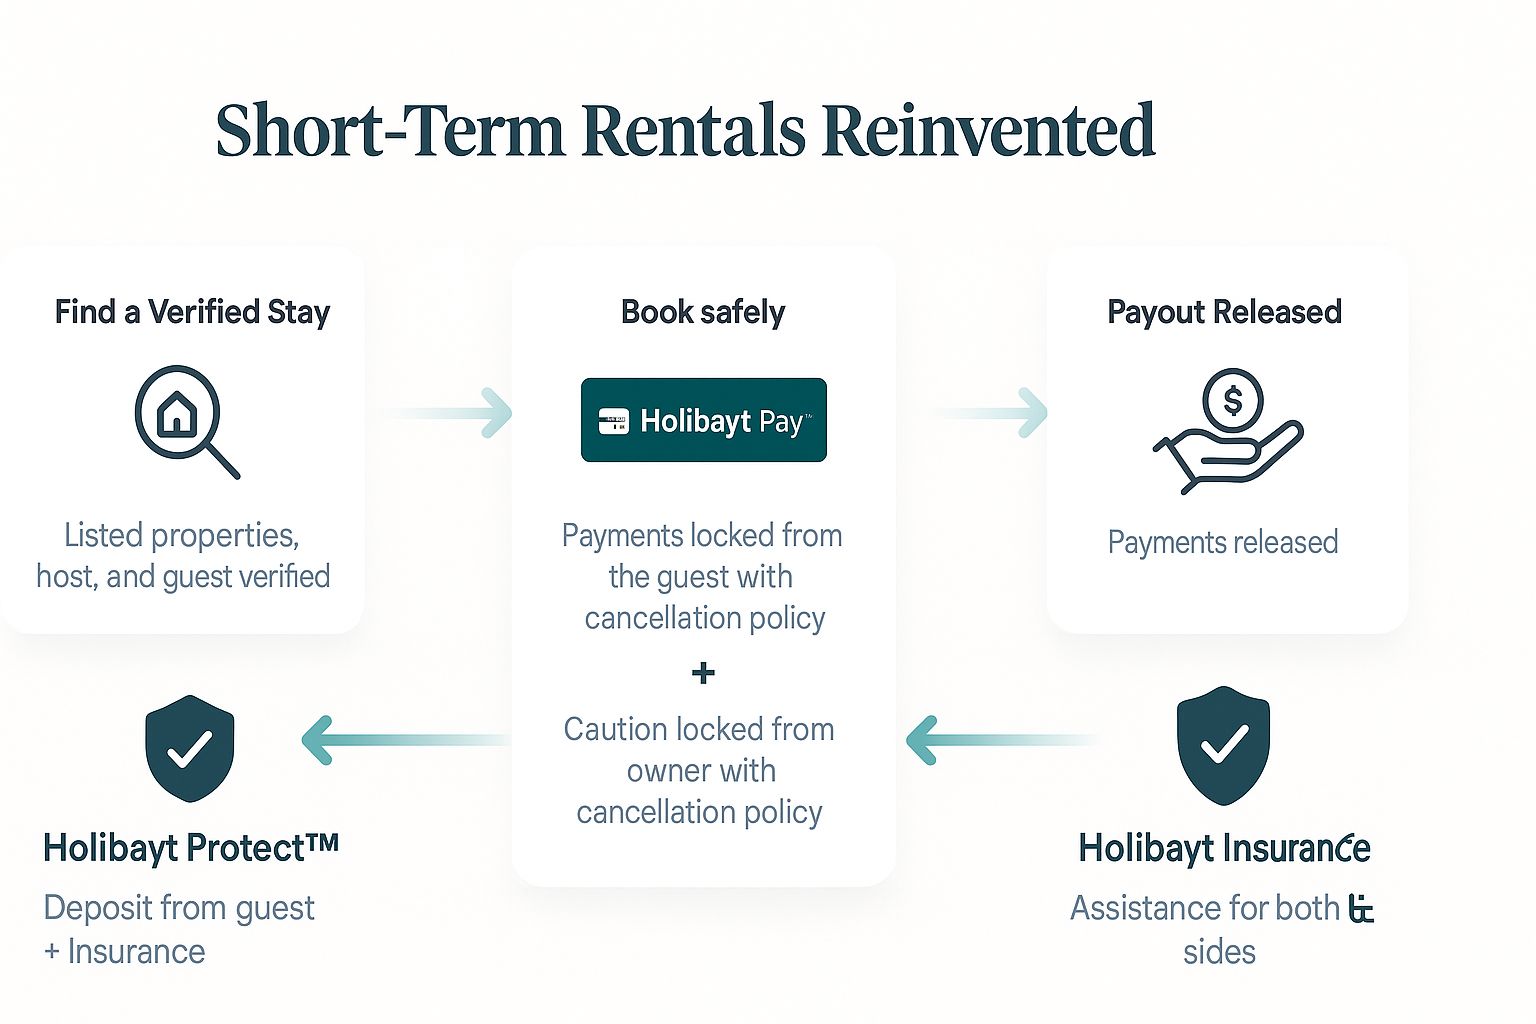 Short-Term Rentals Reinvented
Find a Verified Stay
Listed properties,
host, and guest verified
Book safely
Holibayt Pay™
Payments locked from
the guest with
cancellation policy
+
Caution locked from
owner with
cancellation policy
Payout Released
$
Payments released
Holibayt Protect™
Deposit from guest
+ Insurance
Holibayt Insurance
Assistance for both
sides